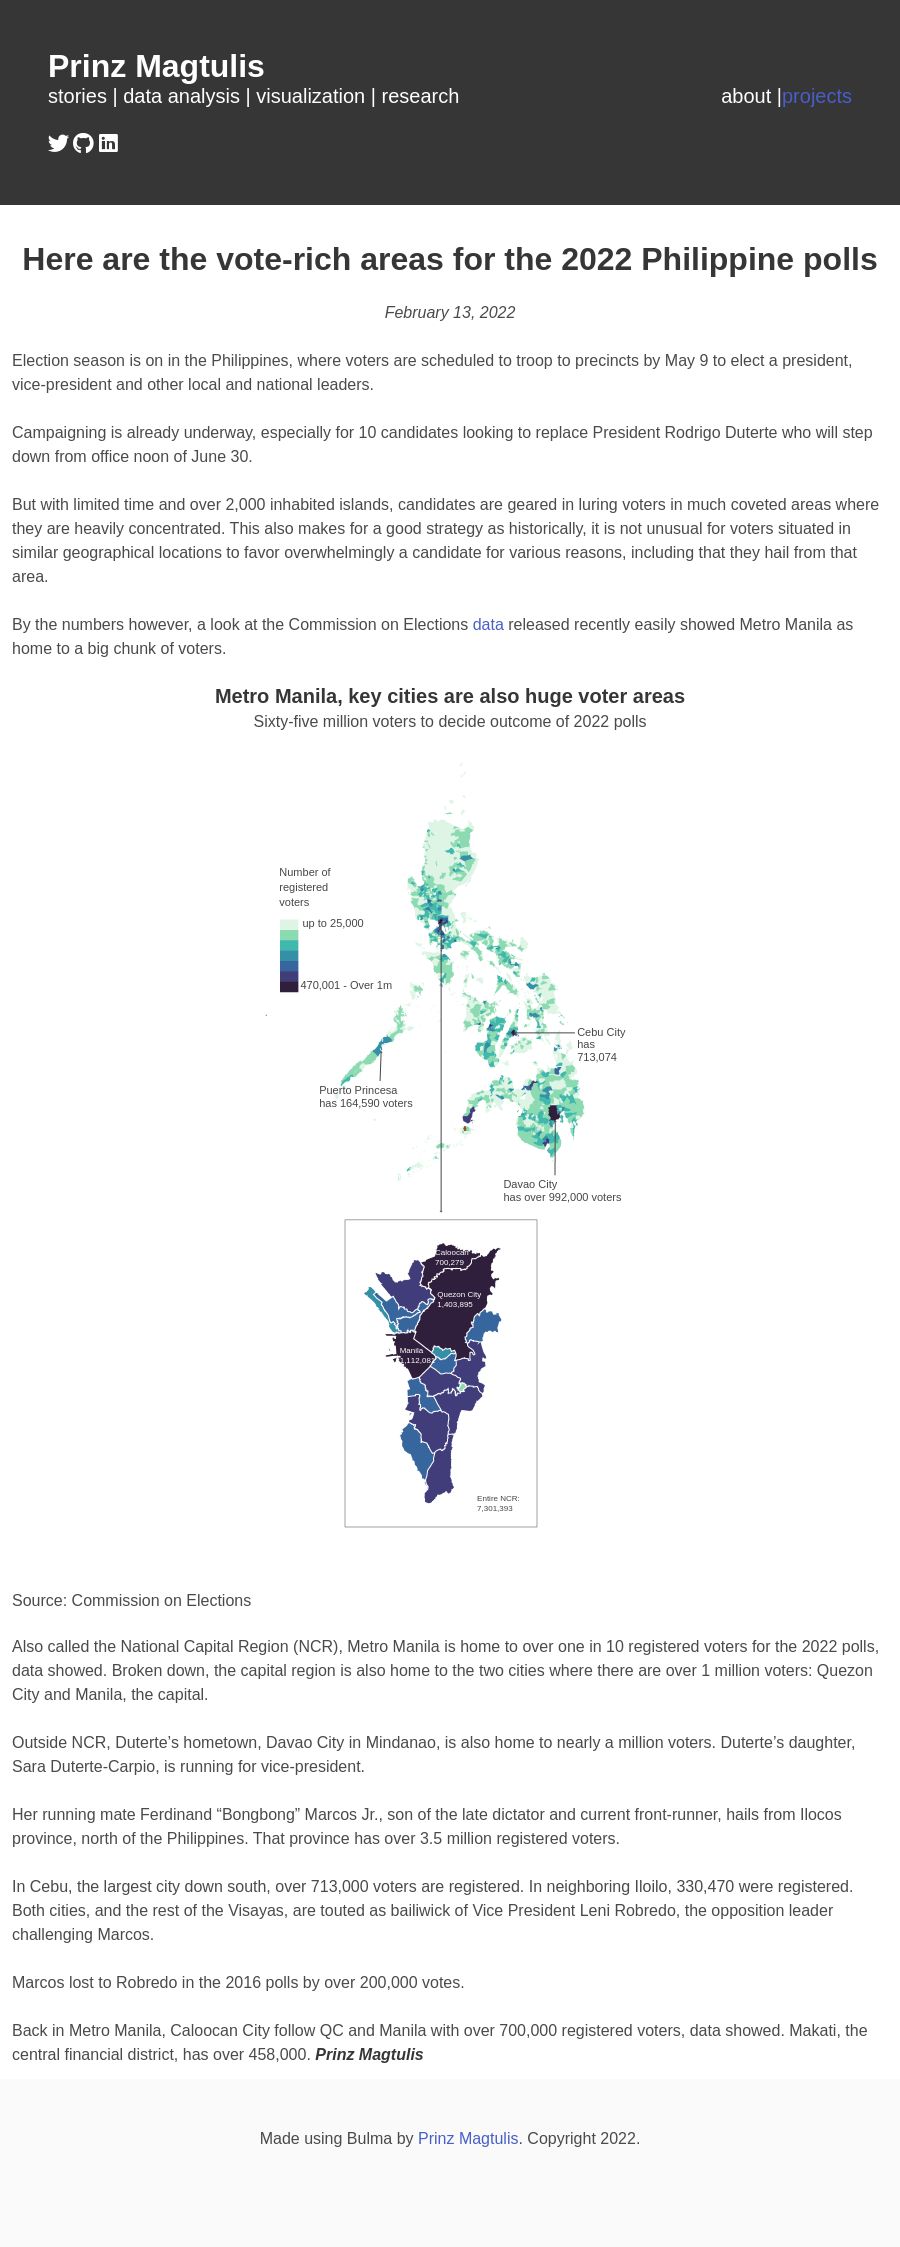 Prinz Magtulis
stories | data analysis | visualization | research
about |projects
Here are the vote-rich areas for the 2022 Philippine polls
February 13, 2022
Election season is on in the Philippines, where voters are scheduled to troop to precincts by May 9 to elect a president,
vice-president and other local and national leaders.
Campaigning is already underway, especially for 10 candidates looking to replace President Rodrigo Duterte who will step
down from office noon of June 30.
But with limited time and over 2,000 inhabited islands, candidates are geared in luring voters in much coveted areas where
they are heavily concentrated. This also makes for a good strategy as historically, it is not unusual for voters situated in
similar geographical locations to favor overwhelmingly a candidate for various reasons, including that they hail from that
area.
By the numbers however, a look at the Commission on Elections data released recently easily showed Metro Manila as
home to a big chunk of voters.
Metro Manila, key cities are also huge voter areas
Sixty-five million voters to decide outcome of 2022 polls
Number of
registered
voters
up to 25,000
470,001 - Over 1m
Cebu City
has
713,074
Puerto Princesa
has 164,590 voters
Davao City
has over 992,000 voters
Caloocan
700,279
Quezon City
1,403,895
Manila
1,112,081
Entire NCR:
7,301,393
Source: Commission on Elections
Also called the National Capital Region (NCR), Metro Manila is home to over one in 10 registered voters for the 2022 polls,
data showed. Broken down, the capital region is also home to the two cities where there are over 1 million voters: Quezon
City and Manila, the capital.
Outside NCR, Duterte’s hometown, Davao City in Mindanao, is also home to nearly a million voters. Duterte’s daughter,
Sara Duterte-Carpio, is running for vice-president.
Her running mate Ferdinand “Bongbong” Marcos Jr., son of the late dictator and current front-runner, hails from Ilocos
province, north of the Philippines. That province has over 3.5 million registered voters.
In Cebu, the largest city down south, over 713,000 voters are registered. In neighboring Iloilo, 330,470 were registered.
Both cities, and the rest of the Visayas, are touted as bailiwick of Vice President Leni Robredo, the opposition leader
challenging Marcos.
Marcos lost to Robredo in the 2016 polls by over 200,000 votes.
Back in Metro Manila, Caloocan City follow QC and Manila with over 700,000 registered voters, data showed. Makati, the
central financial district, has over 458,000. Prinz Magtulis
Made using Bulma by Prinz Magtulis. Copyright 2022.